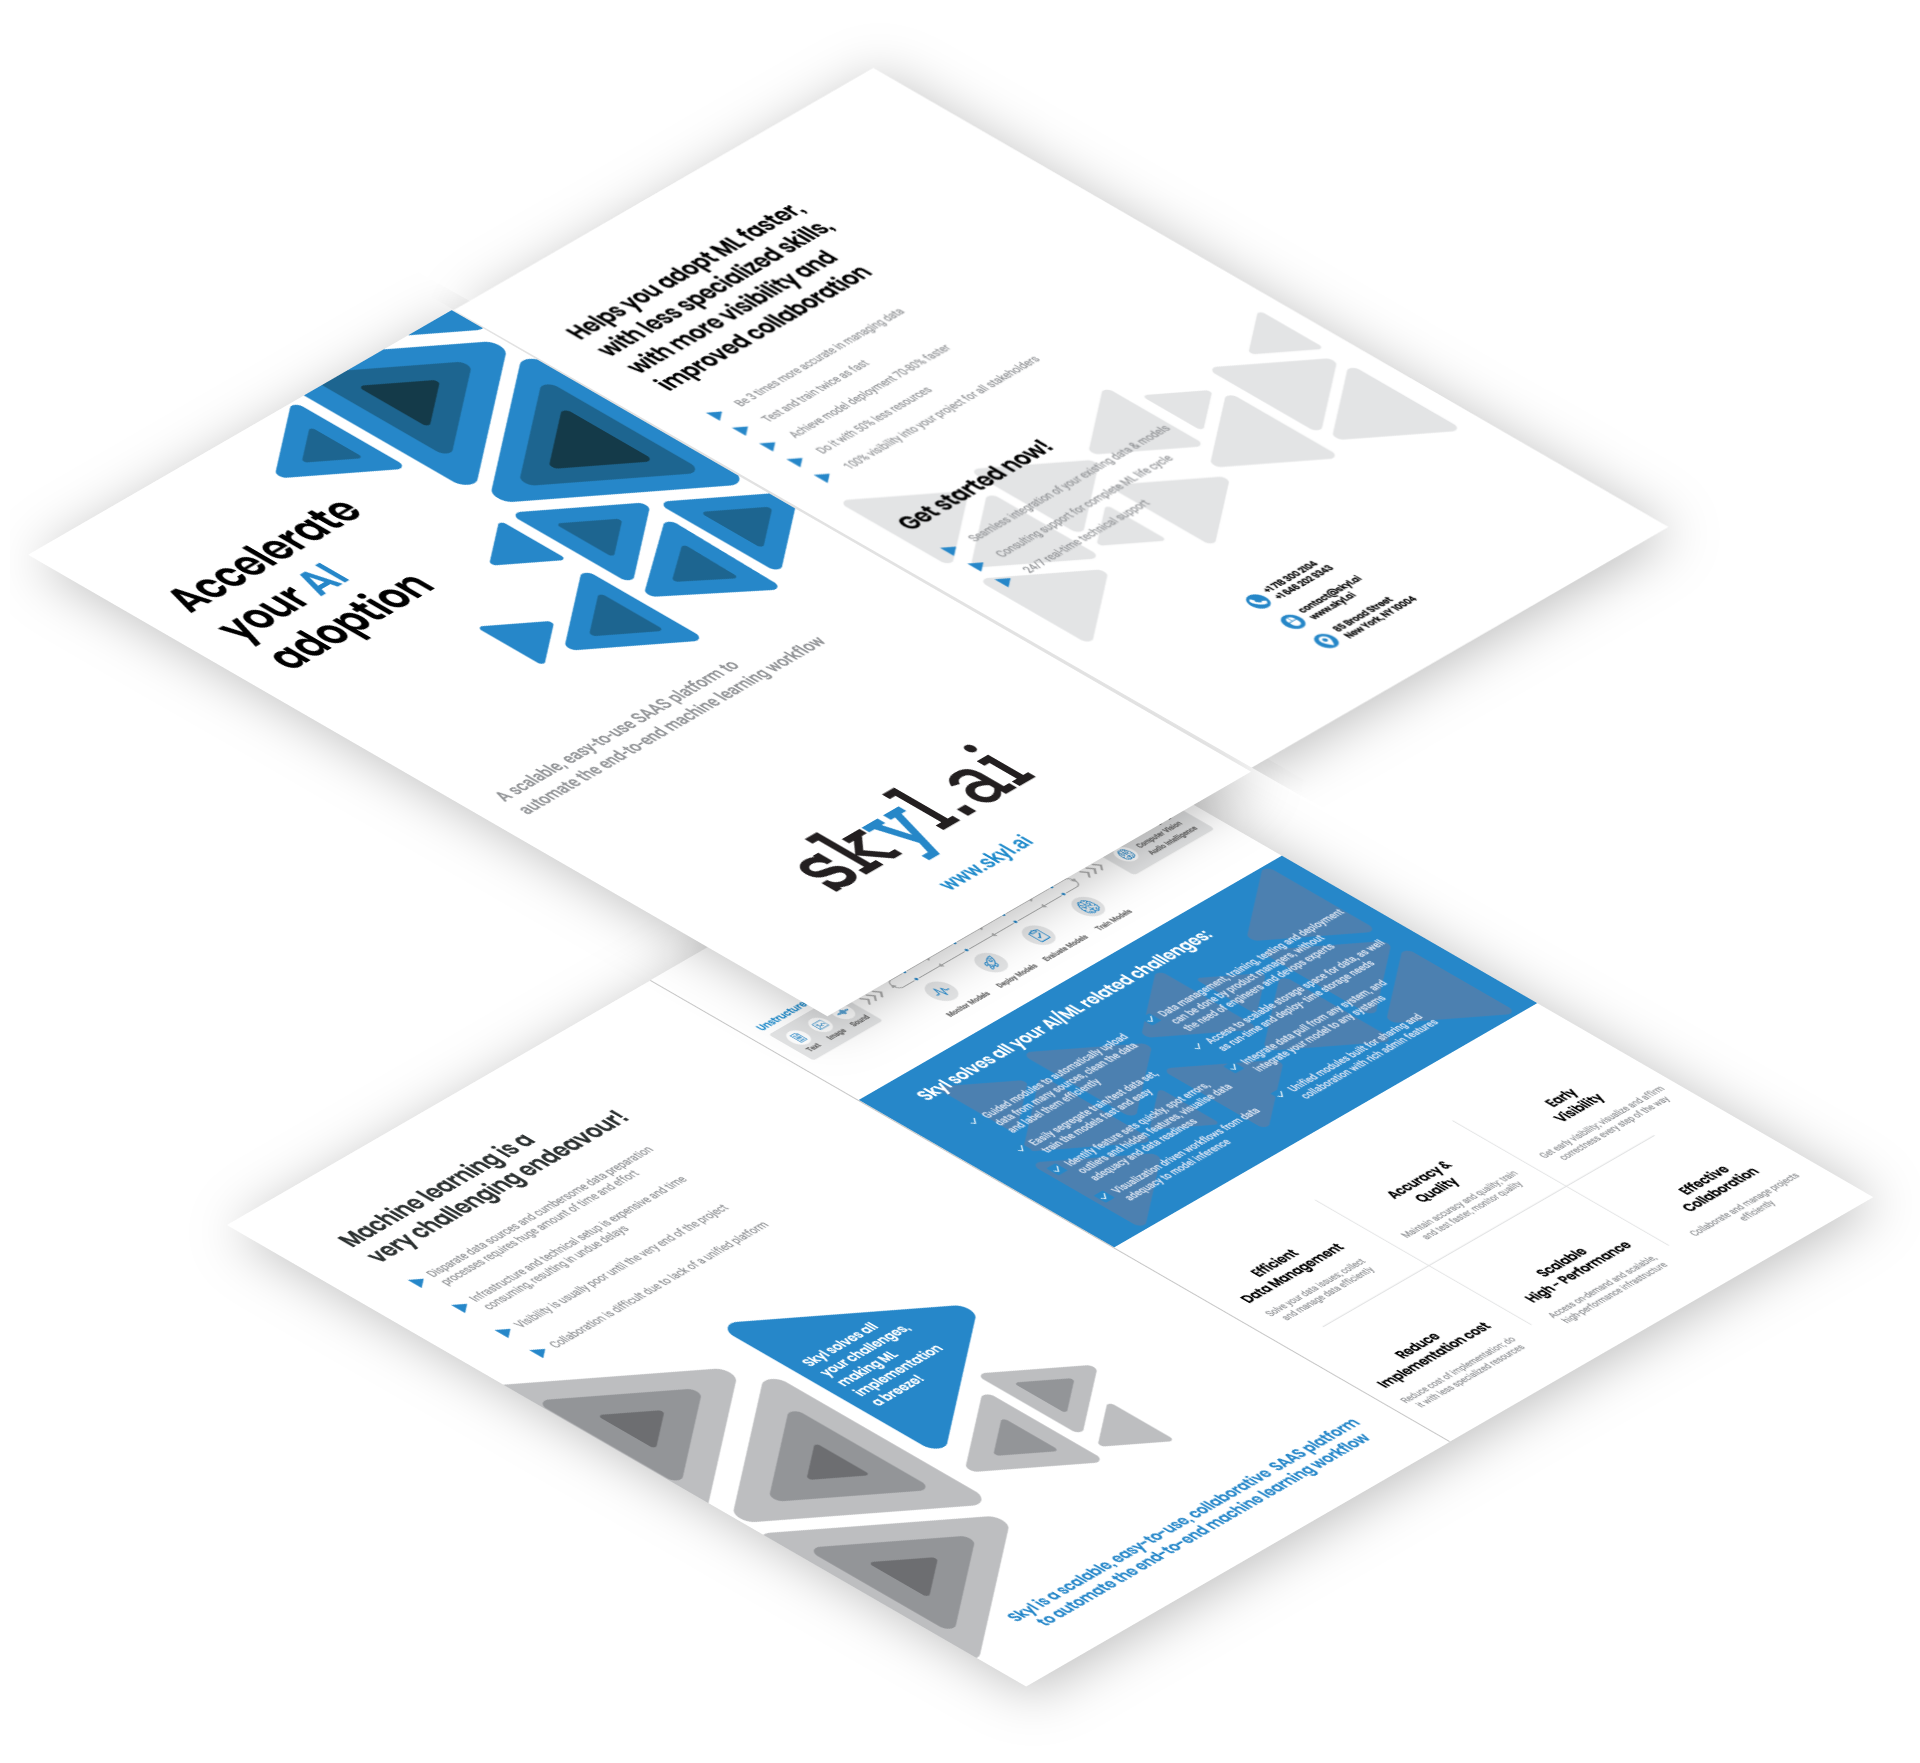 Accelerate
your AI
adoption
A scalable, easy-to-use SAAS platform to
automate the end-to-end machine learning workflow
skyl.ai
www.skyl.ai
Helps you adopt ML faster,
with less specialized skills,
with more visibility and
improved collaboration
Be 3 times more accurate in managing data
Test and train twice as fast
Achieve model deployment 70-80% faster
Do it with 50% less resources
100% visibility into your project for all stakeholders
Get started now!
Seamless integration of your existing data & models
Consulting support for complete ML life cycle
24/7 real-time technical support
+1 718 300 2104
+1 646 202 9343
contact@skyl.ai
www.skyl.ai
85 Broad Street
New York, NY 10004
Machine learning is a
very challenging endeavour!
Disparate data sources and cumbersome data preparation
processes requires huge amount of time and effort
Infrastructure and technical setup is expensive and time
consuming, resulting in undue delays
Visibility is usually poor until the very end of the project
Collaboration is difficult due to lack of a unified platform
Skyl solves all
your challenges,
making ML
implementation
a breeze!
Skyl is a scalable, easy-to-use, collaborative SAAS platform
to automate the end-to-end machine learning workflow
Unstructure
Text
Image
Sound
Monitor Models
Deploy Models
Evaluate Models
Train Models
Computer Vision
Audio Intelligence
Skyl solves all your AI/ML related challenges:
✓ Guided modules to automatically upload
data from many sources, clean the data
and label them efficiently
✓ Easily segregate train/test data set,
train the models fast and easy
✓ Identify feature sets quickly, spot errors,
outliers and hidden features, visualise data
adequacy and data readiness
✓ Visualization driven workflows from data
adequacy to model inference
✓ Data management, training, testing and deployment
can be done by product managers, without
the need of engineers and devops experts
✓ Access to scalable storage space for data, as well
as run-time and deploy- time storage needs
✓ Integrate data pull from any system, and
integrate your model to any systems
✓ Unified modules built for sharing and
collaboration with rich admin features
Efficient
Data Management
Solve your data issues; collect
and manage data efficiently
Accuracy &
Quality
Maintain accuracy and quality; train
and test faster, monitor quality
Early
Visibility
Get early visibility; visualize and affirm
correctness every step of the way
Reduce
Implementation cost
Reduce cost of implementation; do
it with less specialized resources
Scalable
High - Performance
Access on-demand and scalable,
high-performance infrastructure
Effective
Collaboration
Collaborate and manage projects
efficiently